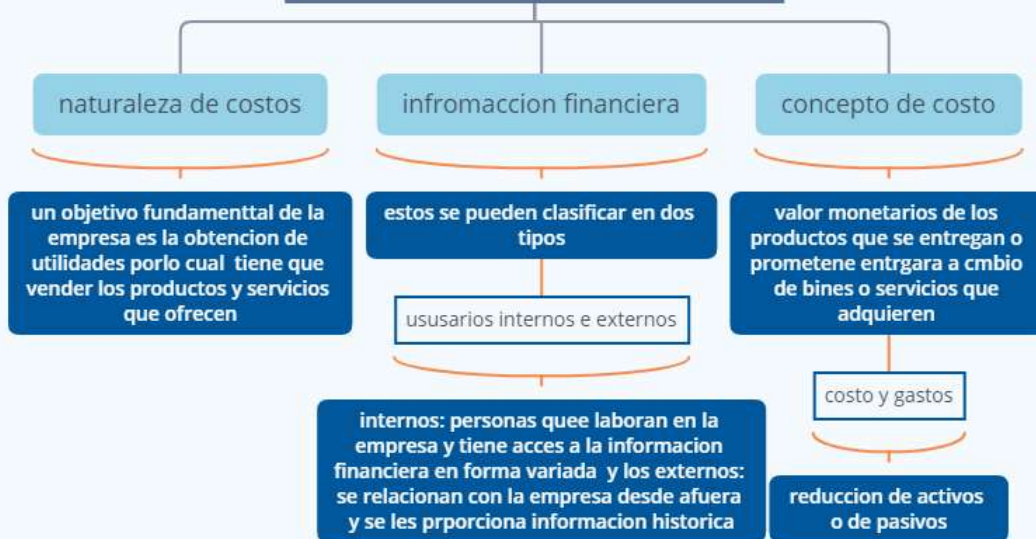 naturaleza de costos
infromaccion financiera
concepto de costo
un objetivo fundamenttal de la
empresa es la obtencion de
utilidades porlo cual tiene que
vender los productos y servicios
que ofrecen
estos se pueden clasificar en dos
tipos
valor monetarios de los
productos que se entregan o
prometene entrgara a cmbio
de bines o servicios que
adquieren
ususarios internos e externos
costo y gastos
internos: personas quee laboran en la
empresa y tiene acces a la informacion
financiera en forma variada y los externos:
se relacionan con la empresa desde afuera
y se les prporciona informacion historica
reduccion de activos
o de pasivos